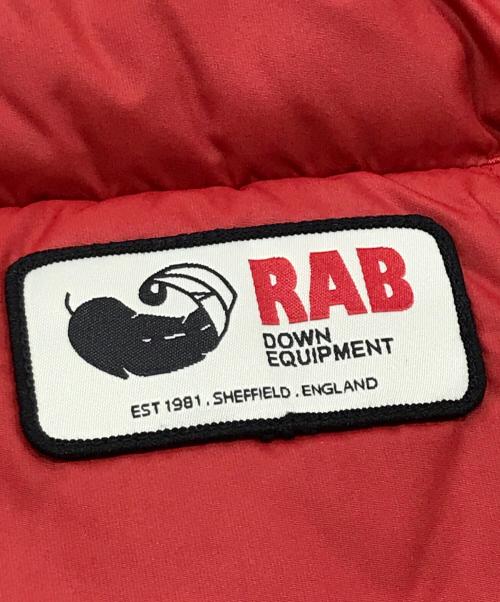 RAB
DOWN
EQUIPMENT
EST 1981 . SHEFFIELD . ENGLAND